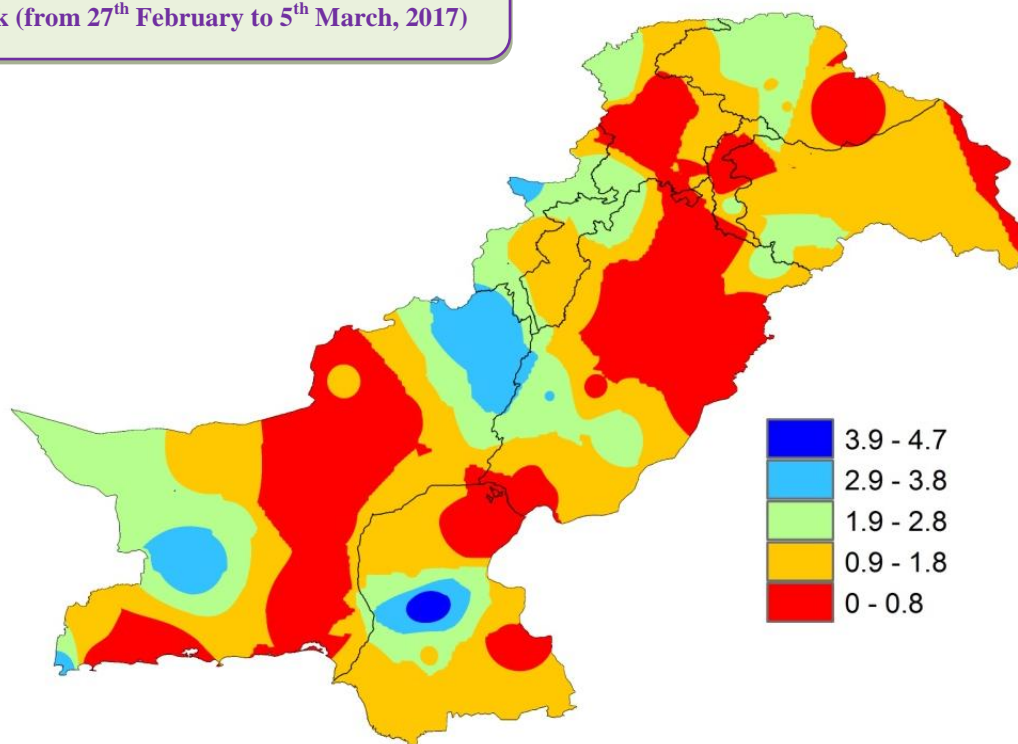 (from 27th February to 5th March, 2017)
3.9 - 4.7
2.9 - 3.8
1.9 - 2.8
0.9 - 1.8
0 - 0.8